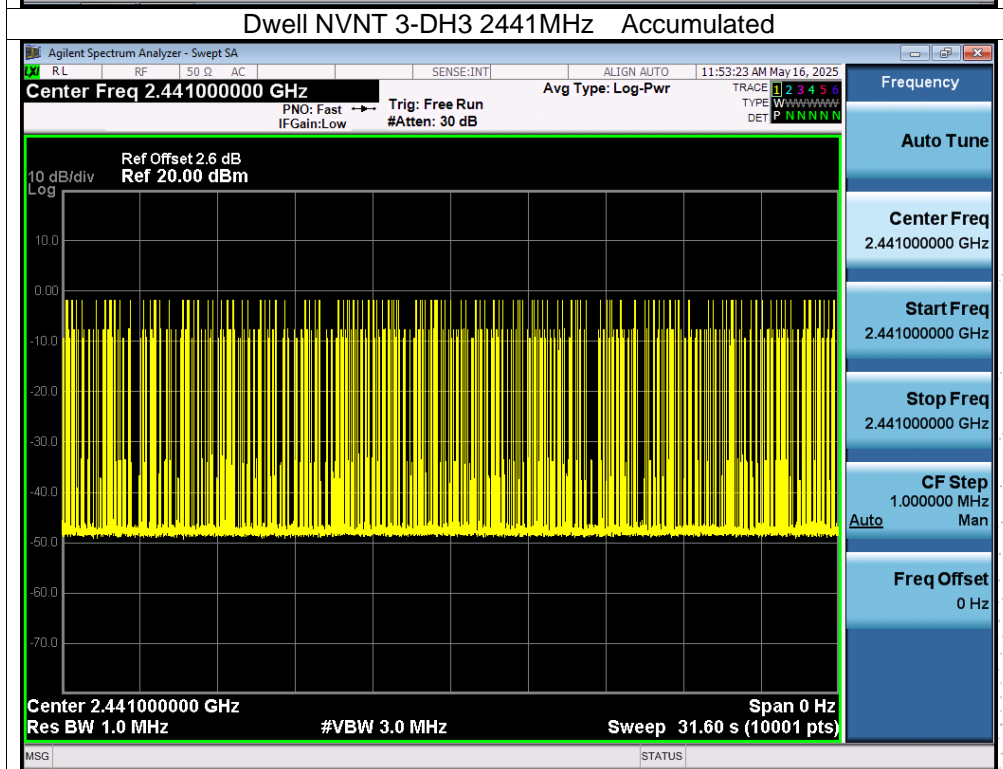 Dwell NVNT 3-DH3 2441MHz Accumulated
Agilent Spectrum Analyzer - Swept SA
LXI RL RF 50 Ω AC SENSE:INT ALIGN AUTO 11:53:23 AM May 16, 2025
Center Freq 2.441000000 GHz
PNO: Fast
IFGain:Low
Trig: Free Run
#Atten: 30 dB
Avg Type: Log-Pwr
TRACE 1 2 3 4 5 6
TYPE WWWWWWW
DET P N N N N N
Frequency
Auto Tune
Center Freq
2.441000000 GHz
Start Freq
2.441000000 GHz
Stop Freq
2.441000000 GHz
CF Step
1.000000 MHz
Auto Man
Freq Offset
0 Hz
Ref Offset 2.6 dB
10 dB/div Ref 20.00 dBm
Log
10.0
0.00
-10.0
-20.0
-30.0
-40.0
-50.0
-60.0
-70.0
Center 2.441000000 GHz Span 0 Hz
Res BW 1.0 MHz #VBW 3.0 MHz Sweep 31.60 s (10001 pts)
MSG STATUS